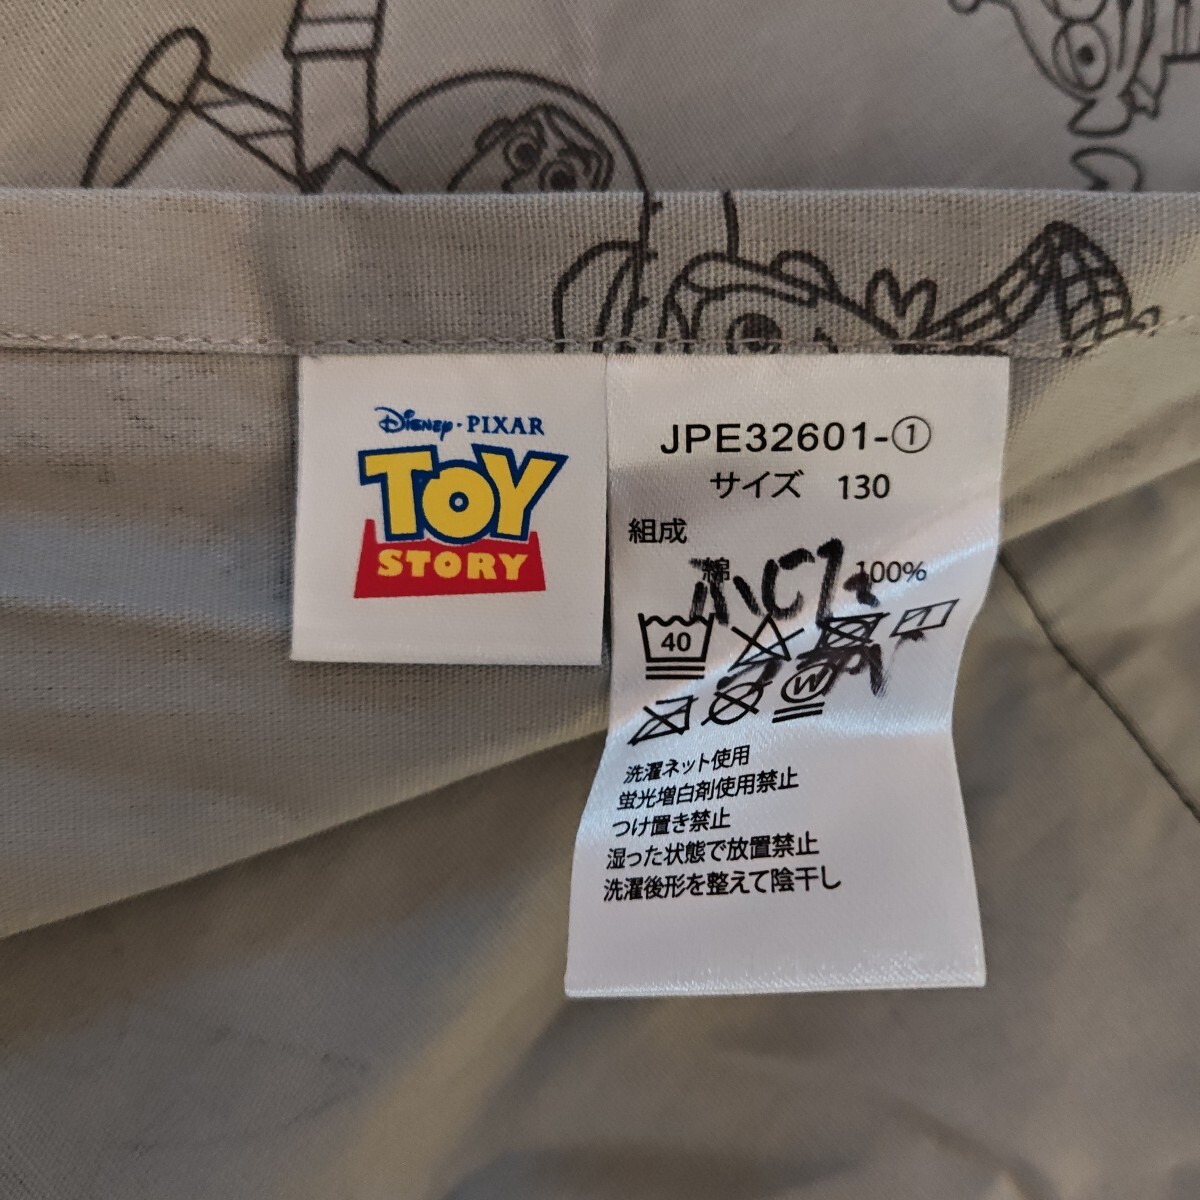 Disney·PIXAR
TOY
STORY
JPE32601-①
サイズ 130
組成
綿 100%
40
W
洗濯ネット使用
蛍光増白剤使用禁止
つけ置き禁止
湿った状態で放置禁止
洗濯後形を整えて陰干し